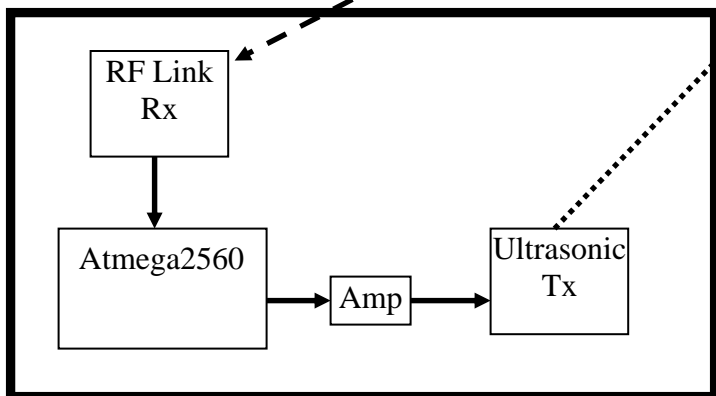 RF Link
Rx
Atmega2560
Amp
Ultrasonic
Tx